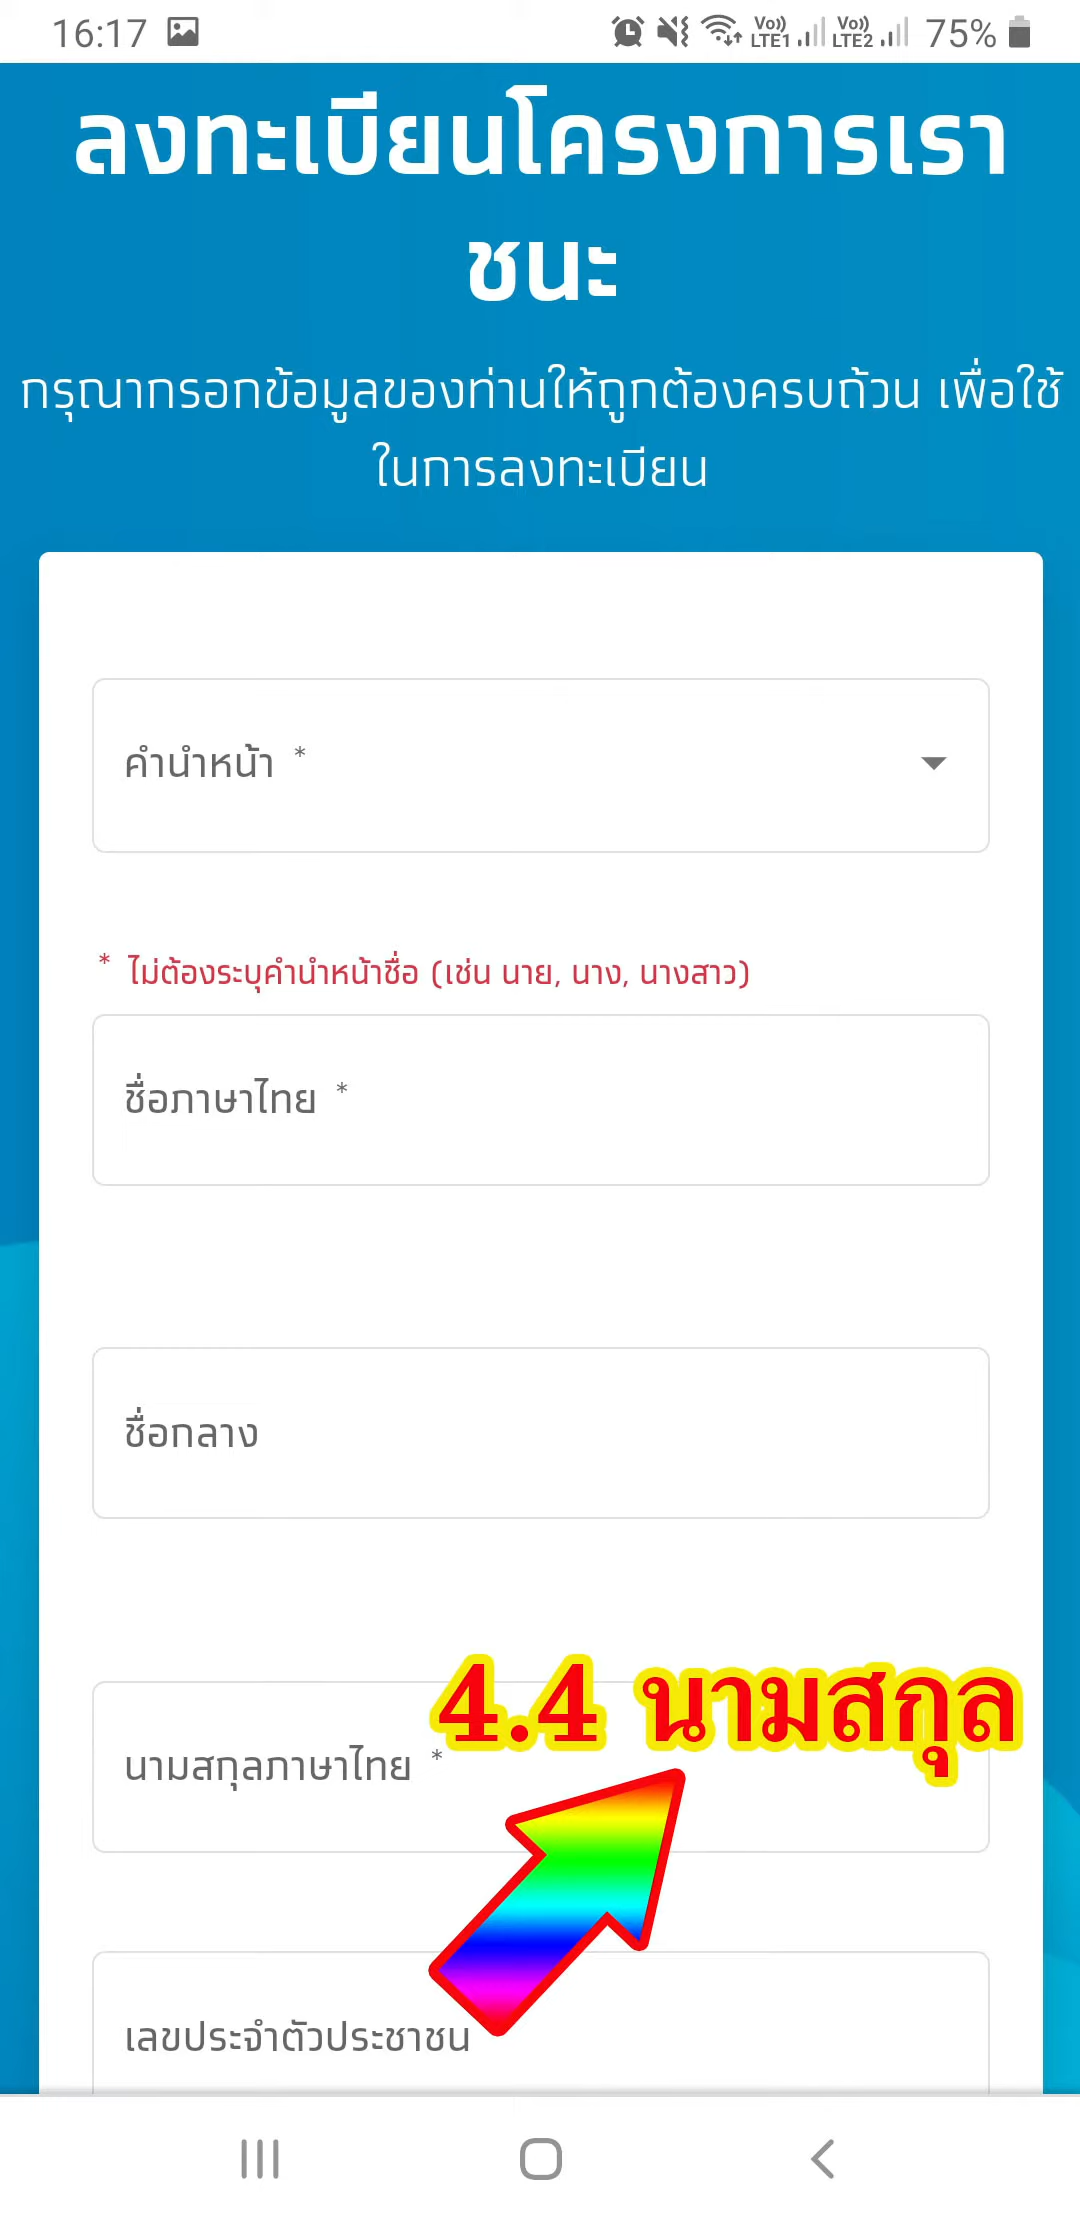 16:17
Vo)) LTE1 Vo)) LTE2 75%
ลงทะเบียนโครงการเรา
ชนะ
กรุณากรอกข้อมูลของท่านให้ถูกต้องครบถ้วน เพื่อใช้
ในการลงทะเบียน
คำนำหน้า *
* ไม่ต้องระบุคำนำหน้าชื่อ (เช่น นาย, นาง, นางสาว)
ชื่อภาษาไทย *
ชื่อกลาง
4.4 นามสกุล
นามสกุลภาษาไทย *
เลขประจำตัวประชาชน